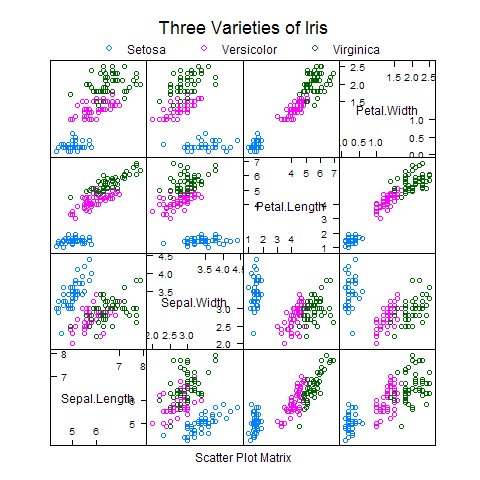 Three Varieties of Iris
Setosa Versicolor Virginica
2.5
1.5 2.0 2.5
2.0
1.5
Petal.Width
1.0
0.5
0.0 0.5 1.0
0.0
7
4 5 6 7
6
5
4
Petal.Length
4
3
2
1 2 3 4
1
4.5
3.5 4.0 4.5
4.0
3.5
Sepal.Width
3.0
2.5
2.0 2.5 3.0
2.0
8
7 8
7
Sepal.Length
6
5
5 6
Scatter Plot Matrix